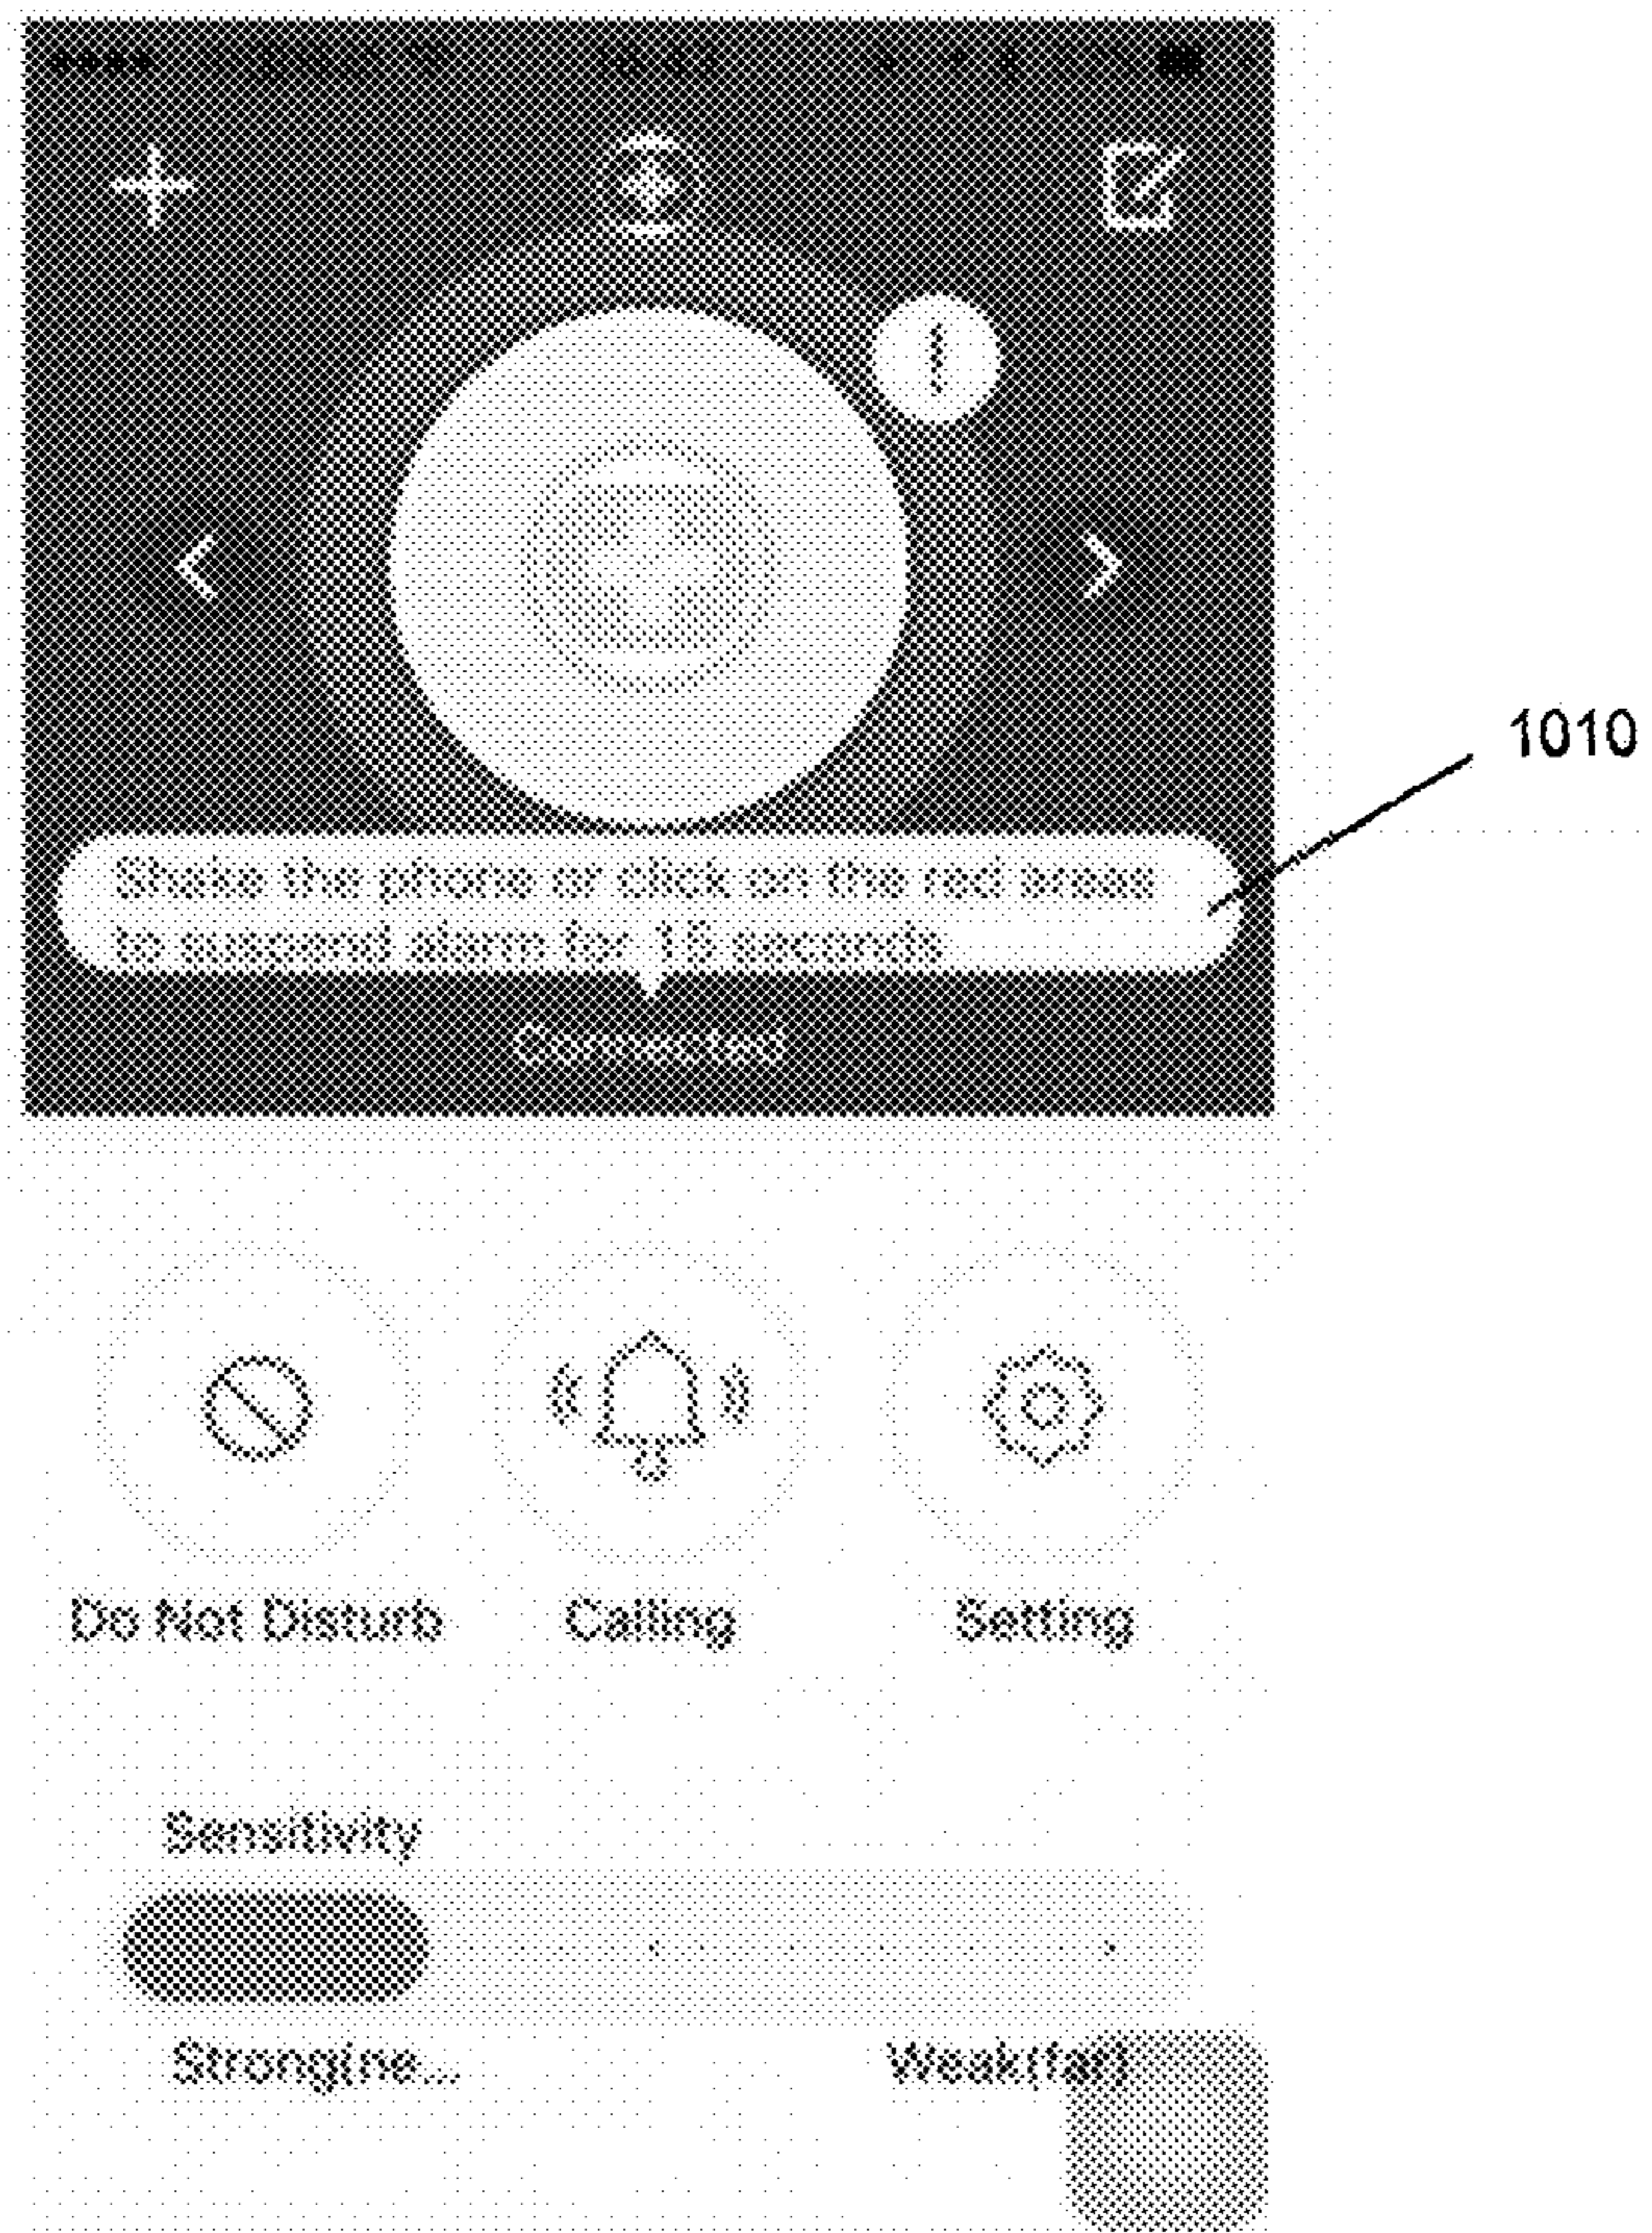 1010
Shake the phone or click on the red areas
to suspend alarm for 15 seconds
Connected
Do Not Disturb Calling Setting
Sensitivity
Strong(ne... Weak(far)